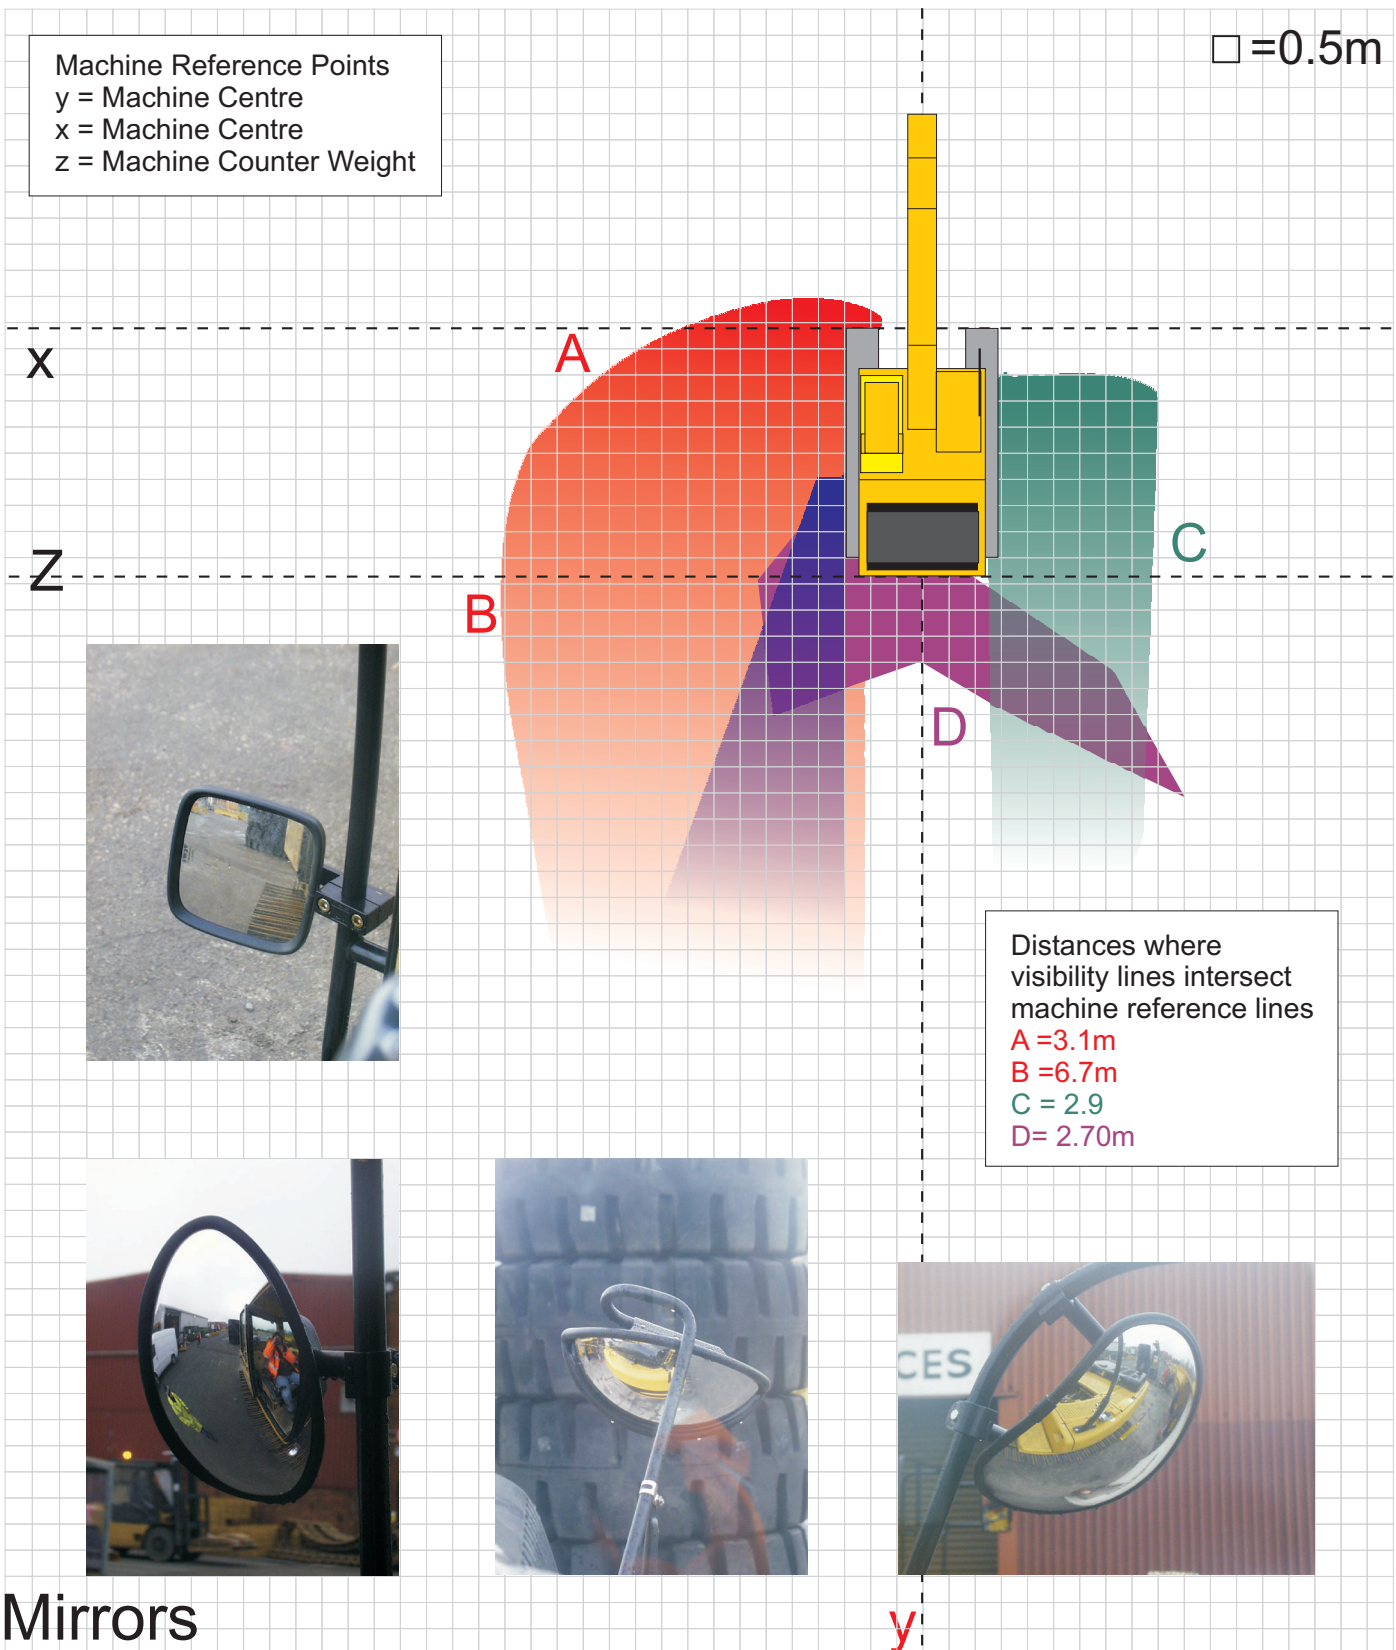 Machine Reference Points
y = Machine Centre
x = Machine Centre
z = Machine Counter Weight
=0.5m
A
x
C
Z
B
D
Distances where
visibility lines intersect
machine reference lines
A =3.1m
B =6.7m
C = 2.9
D= 2.70m
CES
Mirrors
y